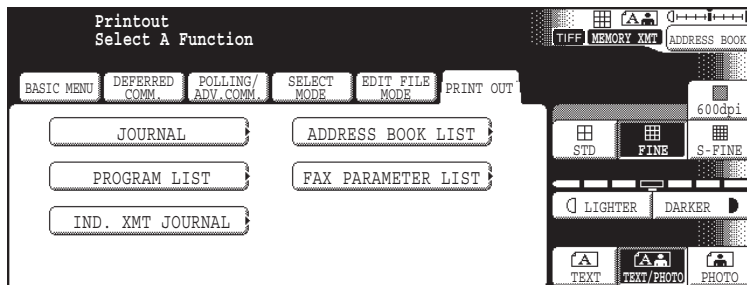 Printout
Select A Function
TIFF MEMORY XMT ADDRESS BOOK
BASIC MENU
DEFERRED
COMM.
POLLING/
ADV.COMM.
SELECT
MODE
EDIT FILE
MODE
PRINT OUT
600dpi
JOURNAL
ADDRESS BOOK LIST
STD FINE S-FINE
PROGRAM LIST
FAX PARAMETER LIST
LIGHTER DARKER
IND. XMT JOURNAL
TEXT TEXT/PHOTO PHOTO